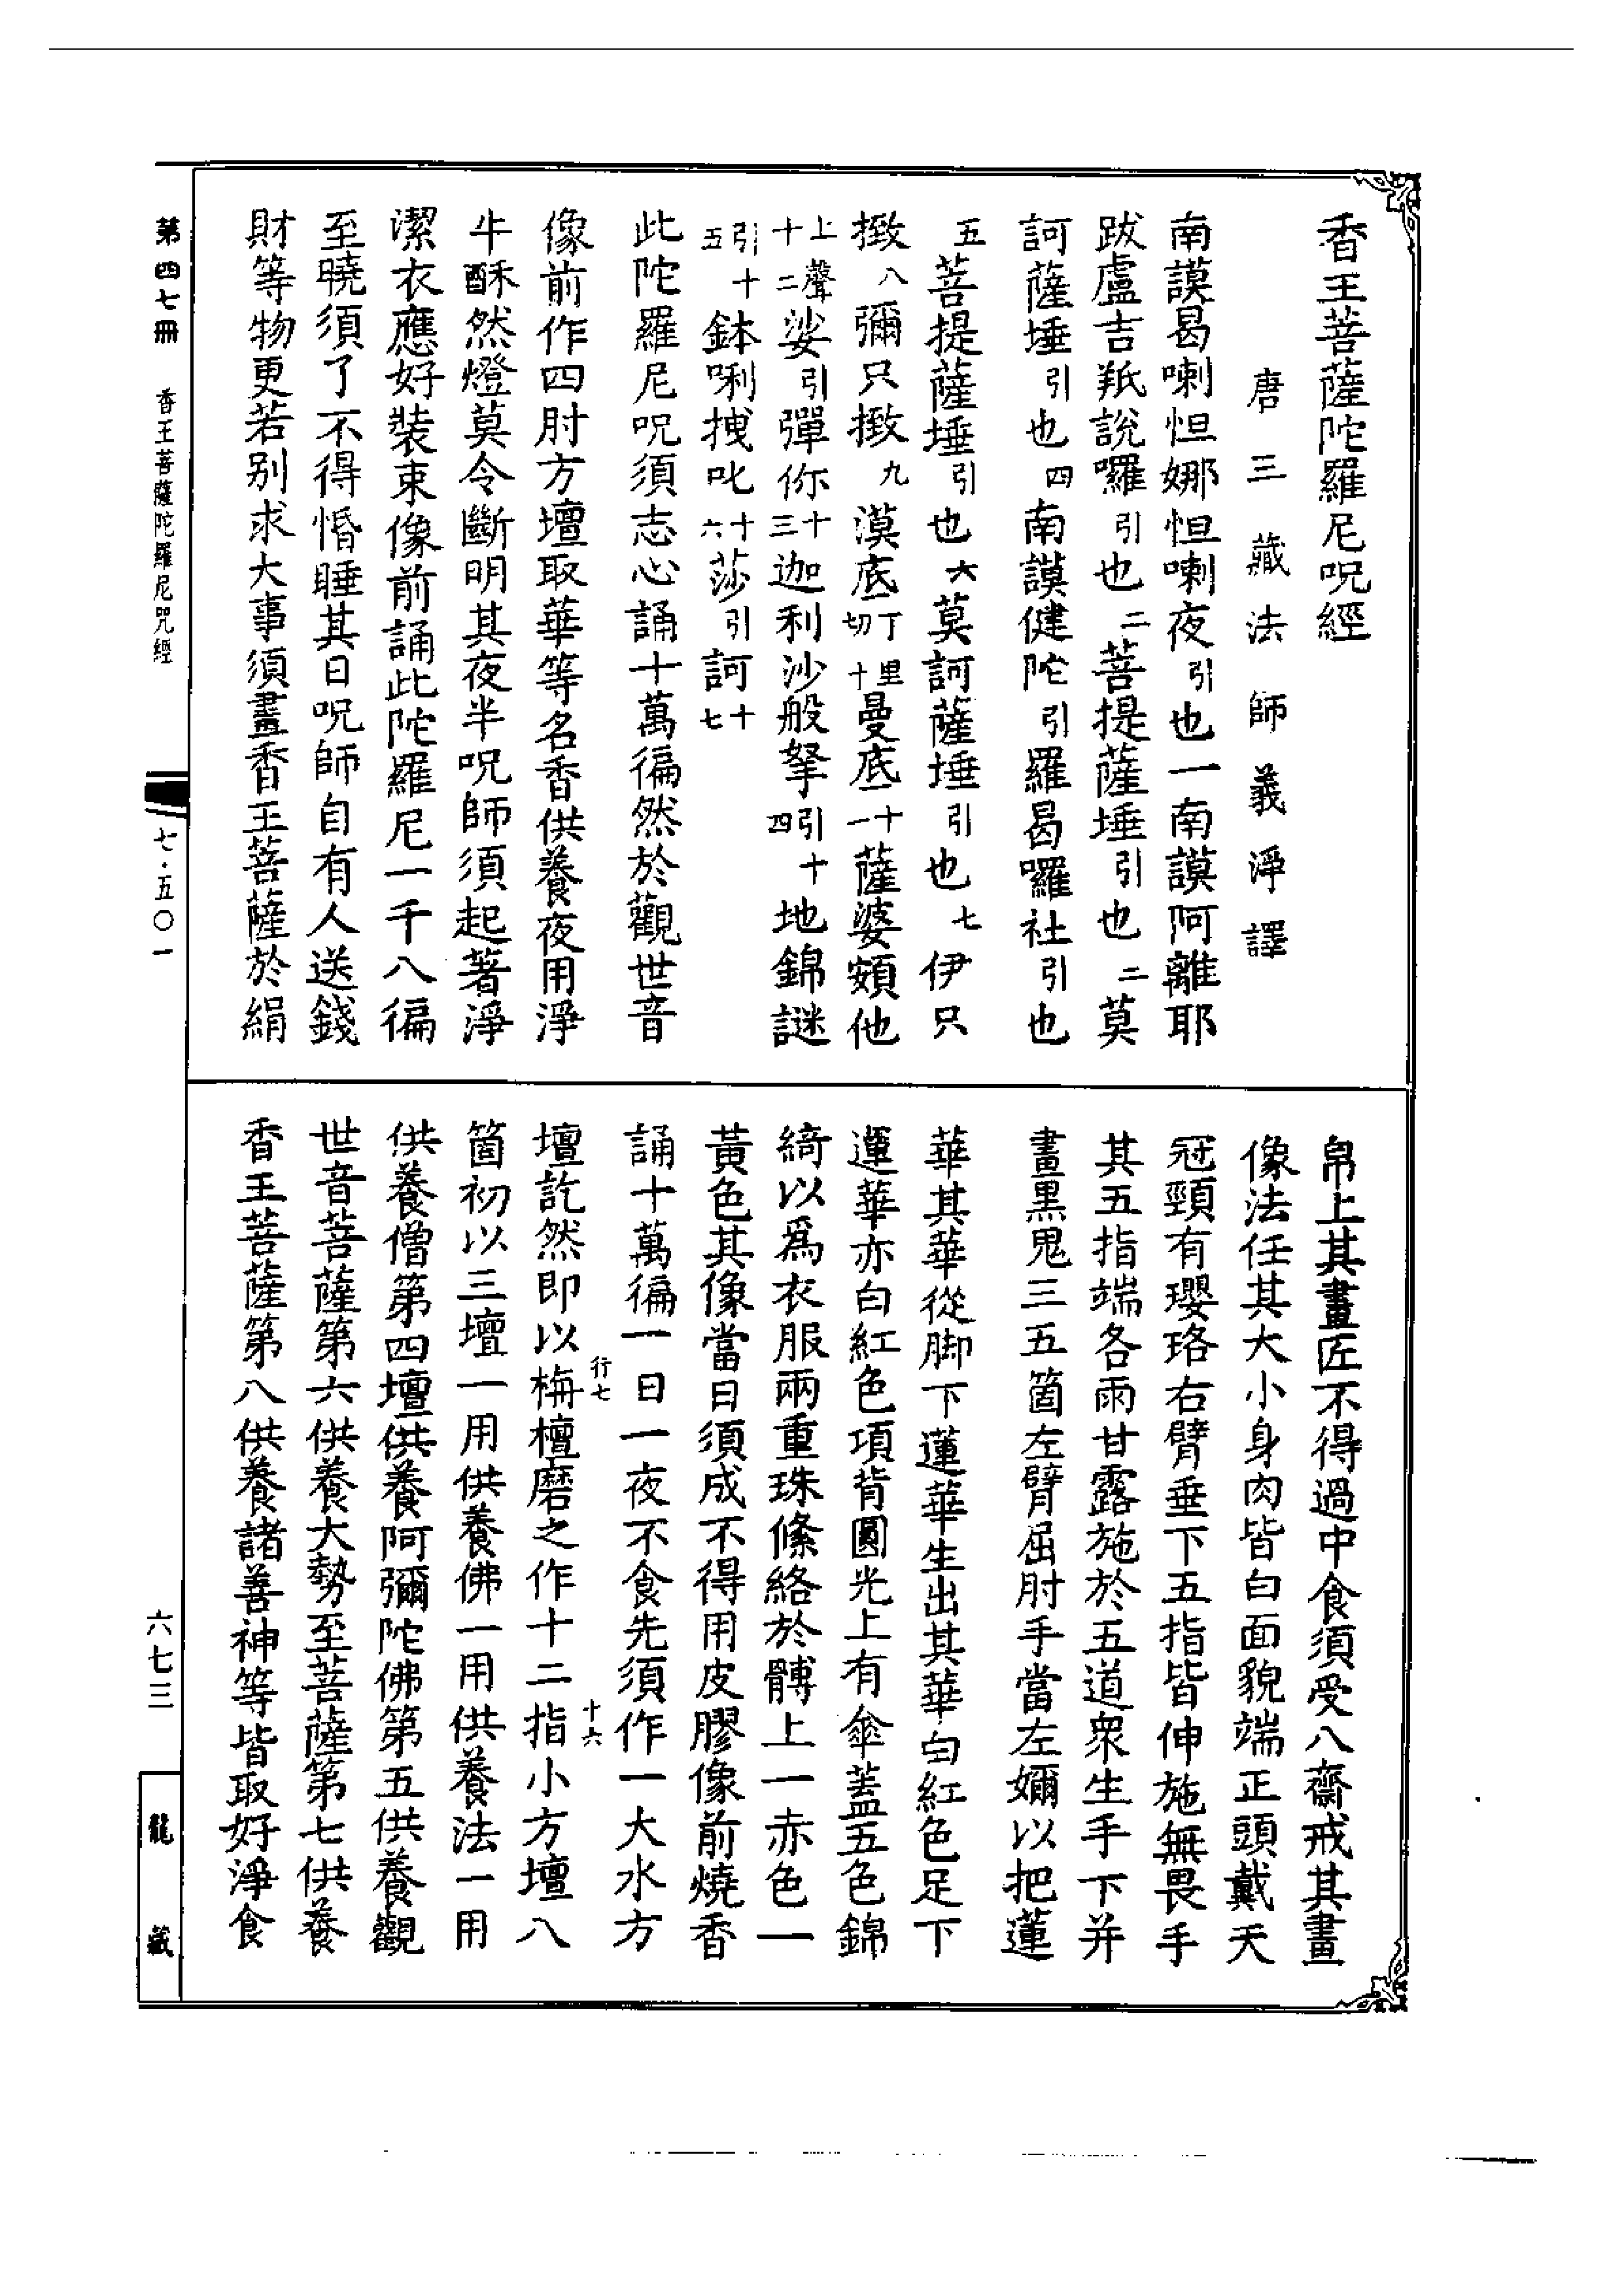 香王菩薩陀羅尼呪經
唐三藏法師義淨譯
南謨曷喇怛娜怛喇夜引也一南謨阿離耶
跋盧吉羝說囉引也二菩提薩埵引也二莫
訶薩埵引也四南謨健陀引羅曷囉社引也
五菩提薩埵引也六莫訶薩埵引也七伊只
撴八彌只撴九漠底丁里切十曼底十一薩婆頞他
上聲十二娑引彈你十三迦利沙般拏引十四地錦謎
引十五鉢唎拽叱十六莎引訶十七
此陀羅尼呪須志心誦十萬徧然於觀世音
像前作四肘方壇取華等名香供養夜用淨
牛酥然燈莫令斷明其夜半呪師須起著淨
潔衣應好裝束像前誦此陀羅尼一千八徧
至曉須了不得惛睡其日呪師自有人送錢
財等物更若别求大事須畫香王菩薩於絹
帛上其畫匠不得過中食須受八齋戒其畫
像法任其大小身肉皆白面貌端正頭戴天
冠頸有瓔珞右臂垂下五指皆伸施無畏手
其五指端各雨甘露施於五道眾生手下并
畫黑鬼三五箇左臂屈肘手當左嬭以把蓮
華其華從脚下蓮華生出其華白紅色足下
蓮華亦白紅色項背圓光上有傘蓋五色錦
綺以爲衣服兩重珠絛絡於髆上一赤色一
黃色其像當日須成不得用皮膠像前燒香
誦十萬徧一日一夜不食先須作一大水方
壇訖然即以栴檀磨之作十二指小方壇八
行七
十六
箇初以三壇一用供養佛一用供養法一用
供養僧第四壇供養阿彌陀佛第五供養觀
世音菩薩第六供養大勢至菩薩第七供養
香王菩薩第八供養諸善神等皆取好淨食
第四七冊 香王菩薩陀羅尼咒經 七·五〇一 六七三 龍藏